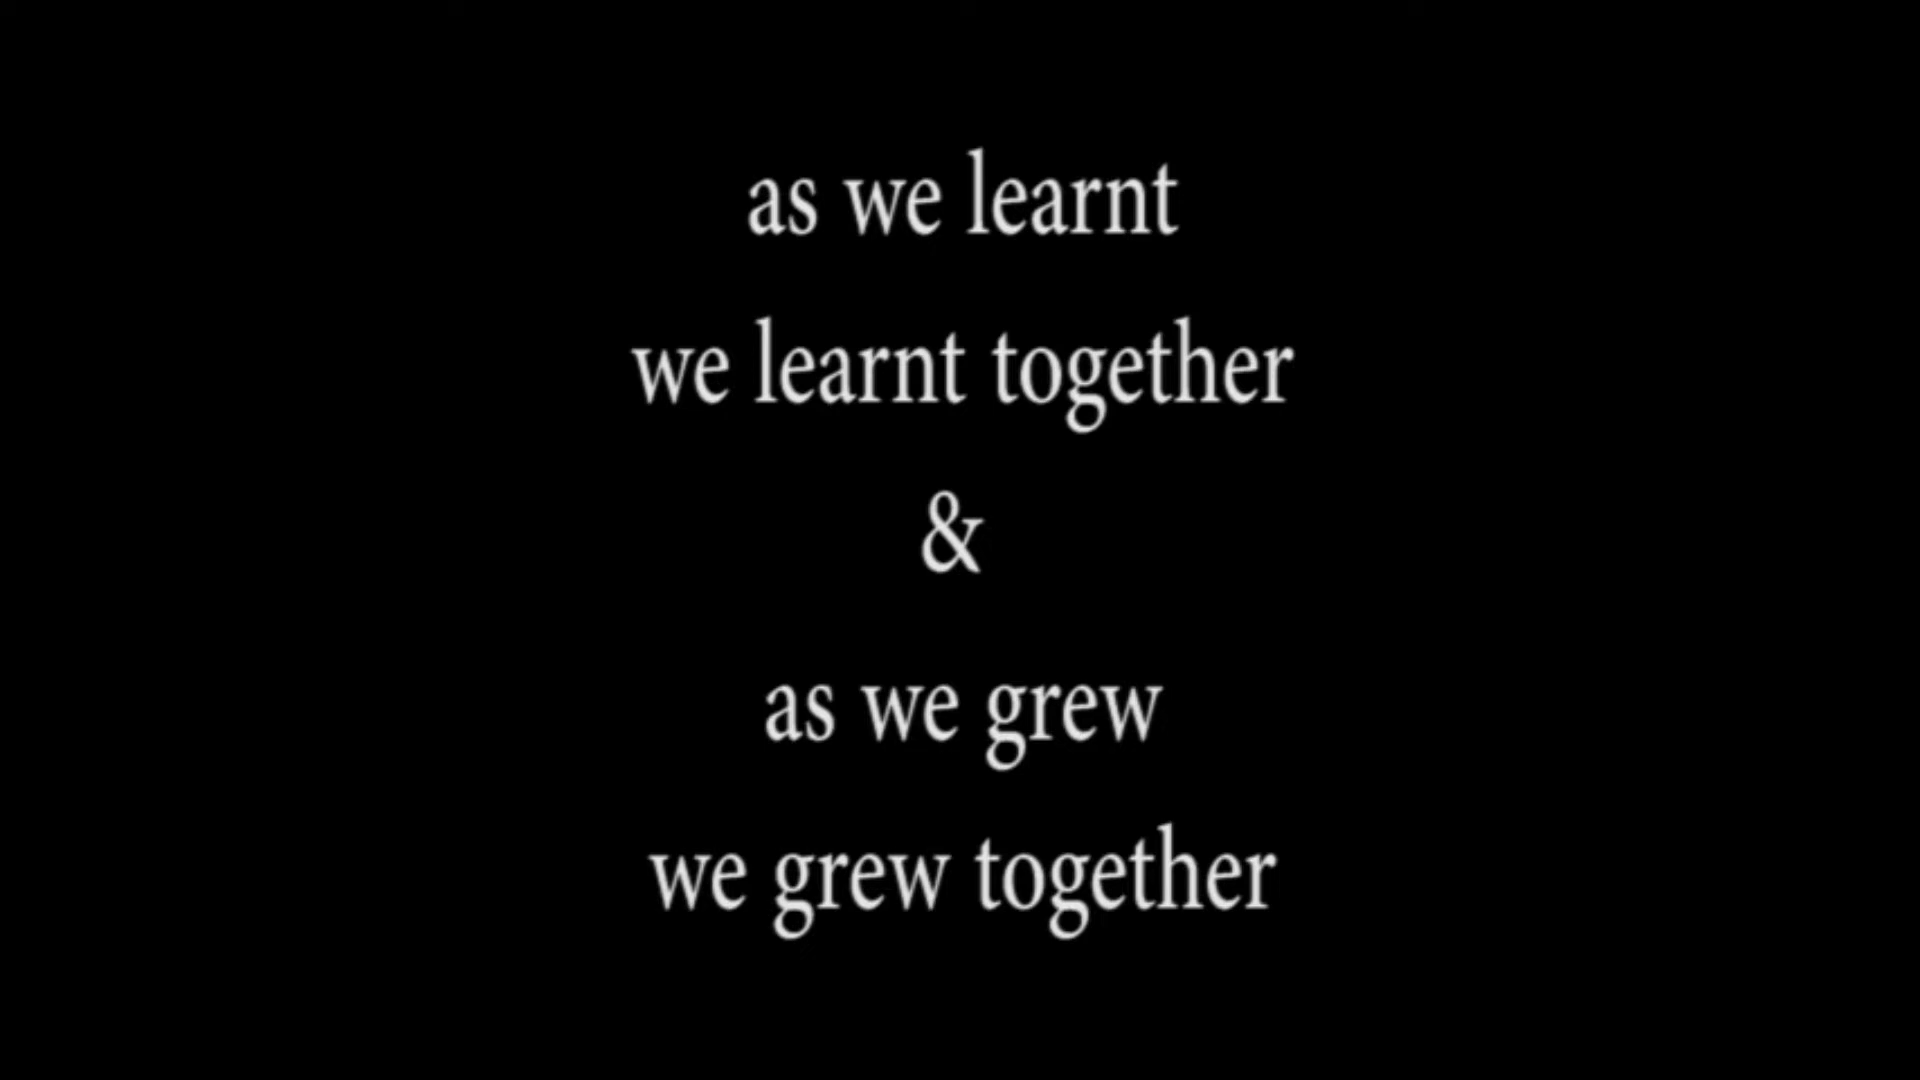 as we learnt
we learnt together
&
as we grew
we grew together